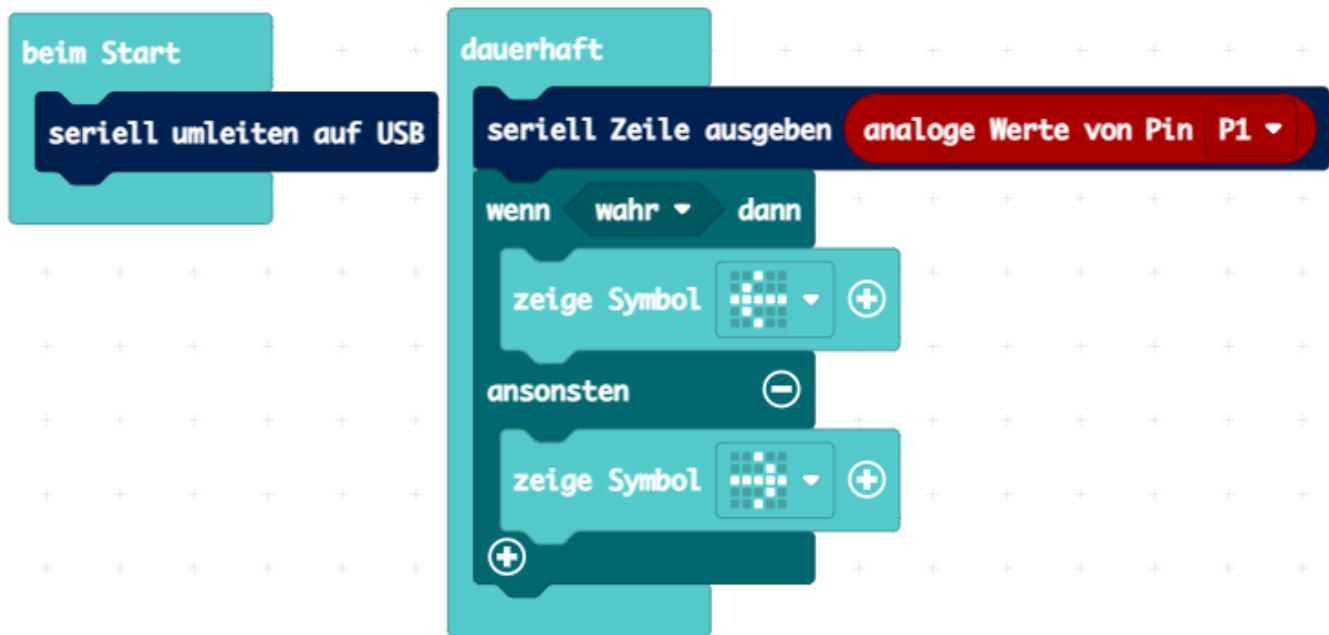 beim Start
seriell umleiten auf USB
dauerhaft
seriell Zeile ausgeben analoge Werte von Pin P1
wenn wahr dann
zeige Symbol
ansonsten
zeige Symbol